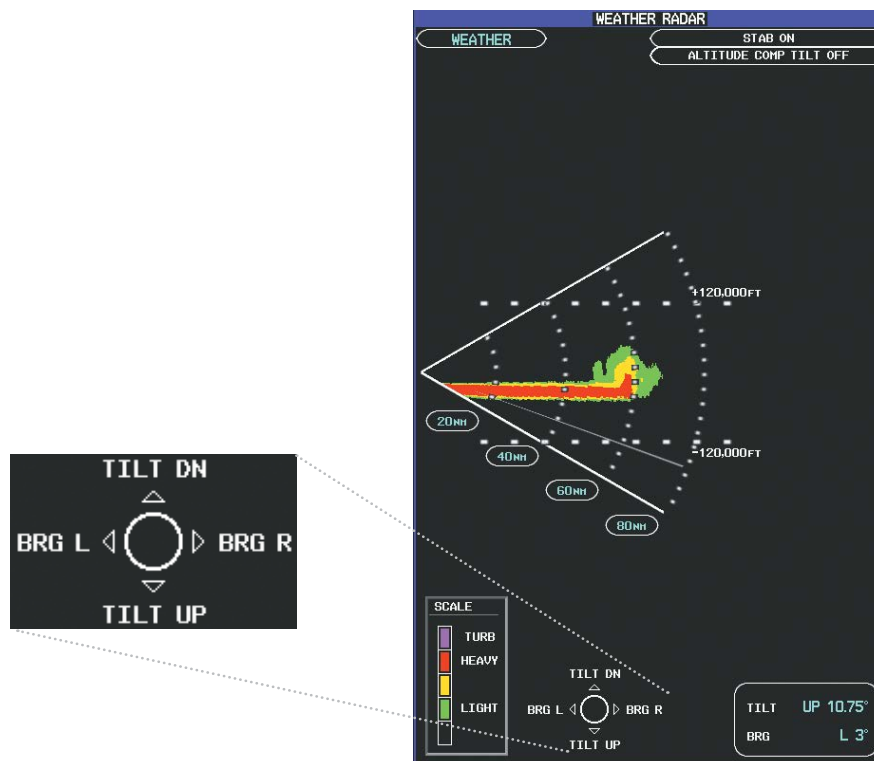 WEATHER RADAR
WEATHER
STAB ON
ALTITUDE COMP TILT OFF
+120,000FT
20NM
40NM
-120,000FT
60NM
80NM
TILT DN
BRG L
BRG R
TILT UP
SCALE
TURB
HEAVY
LIGHT
TILT DN
BRG L
BRG R
TILT UP
TILT UP 10.75°
BRG L 3°